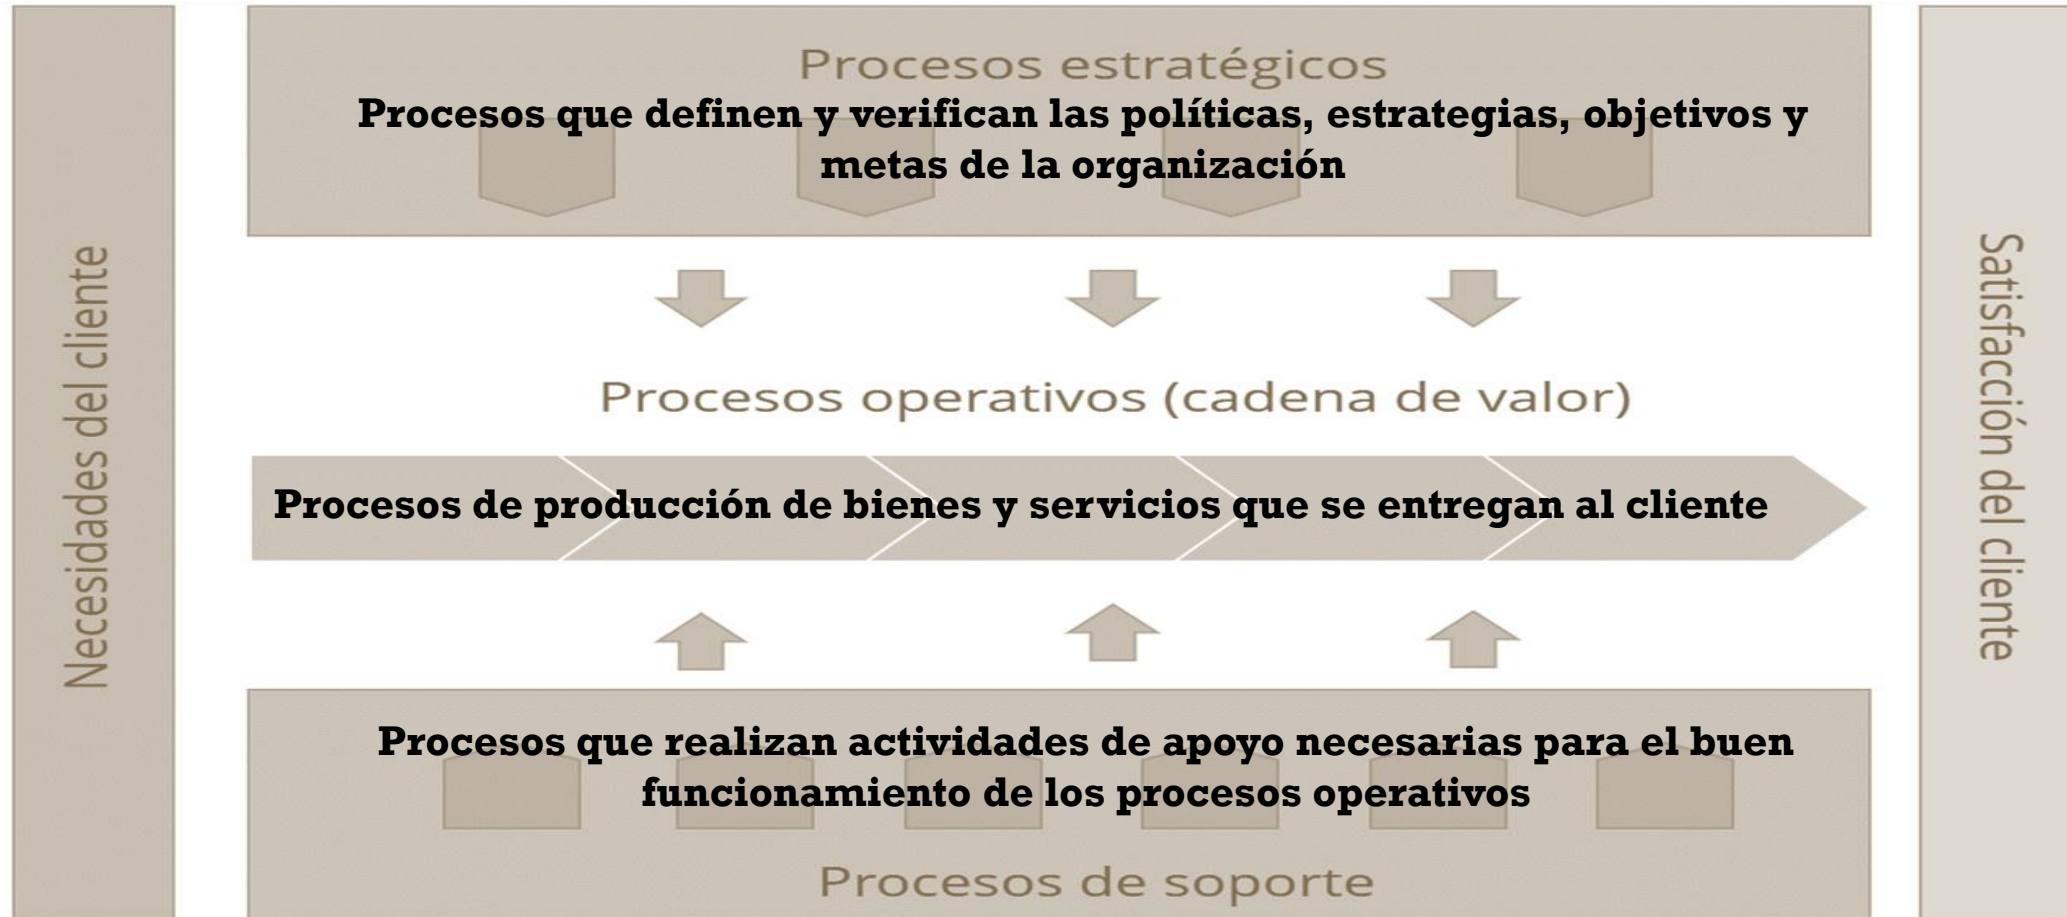 Necesidades del cliente
Procesos estratégicos
Procesos que definen y verifican las políticas, estrategias, objetivos y
metas de la organización
Procesos operativos (cadena de valor)
Procesos de producción de bienes y servicios que se entregan al cliente
Procesos que realizan actividades de apoyo necesarias para el buen
funcionamiento de los procesos operativos
Procesos de soporte
Satisfacción del cliente